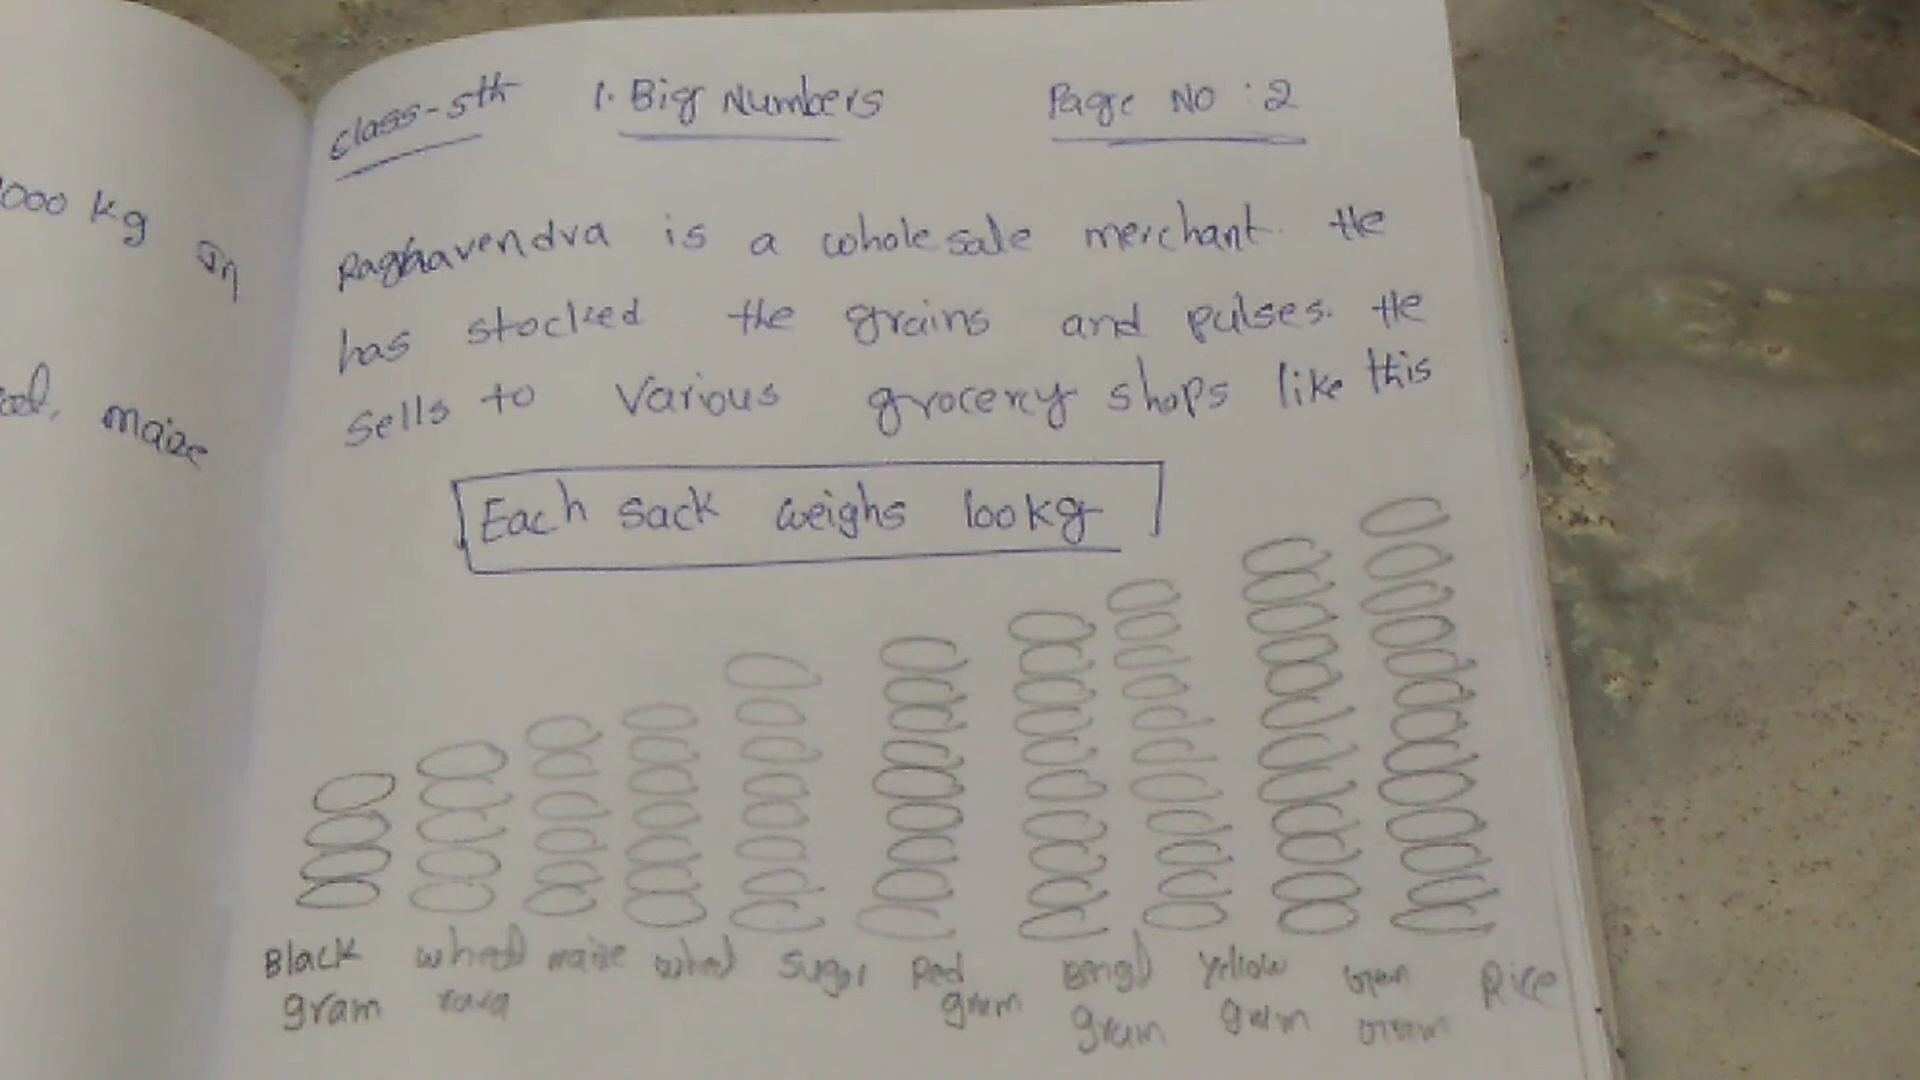 000 kg
on
maize
Class-5th 1. Big Numbers Page NO : 2
Raghavendra is a wholesale merchant. He
has stocked the grains and pulses. He
sells to various grocery shops like this
Each sack weighs 100kg
Black wheat maize wheat Sugar Red Bengl Yellow green Rice
gram rava gram gram gram gram